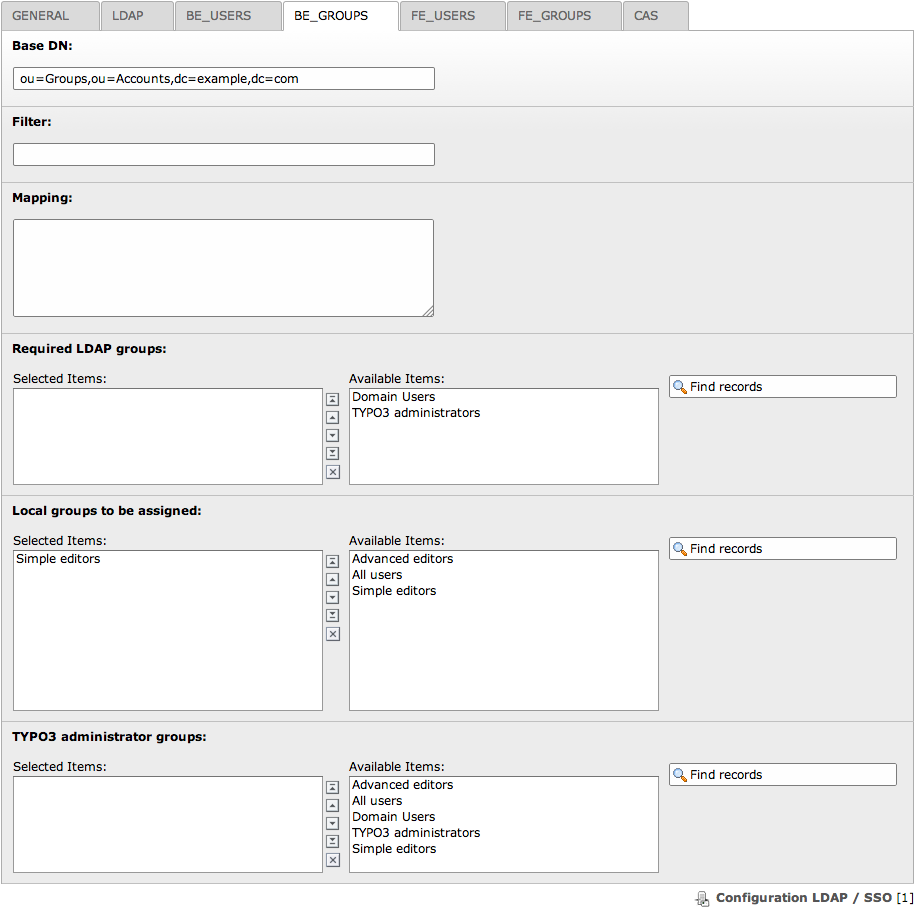 GENERAL LDAP BE_USERS BE_GROUPS FE_USERS FE_GROUPS CAS
Base DN:
ou=Groups,ou=Accounts,dc=example,dc=com
Filter:
Mapping:
Required LDAP groups:
Selected Items: Available Items:
Domain Users
TYPO3 administrators
Find records
Local groups to be assigned:
Selected Items: Available Items:
Simple editors
Advanced editors
All users
Simple editors
Find records
TYPO3 administrator groups:
Selected Items: Available Items:
Advanced editors
All users
Domain Users
TYPO3 administrators
Simple editors
Find records
Configuration LDAP / SSO [1]